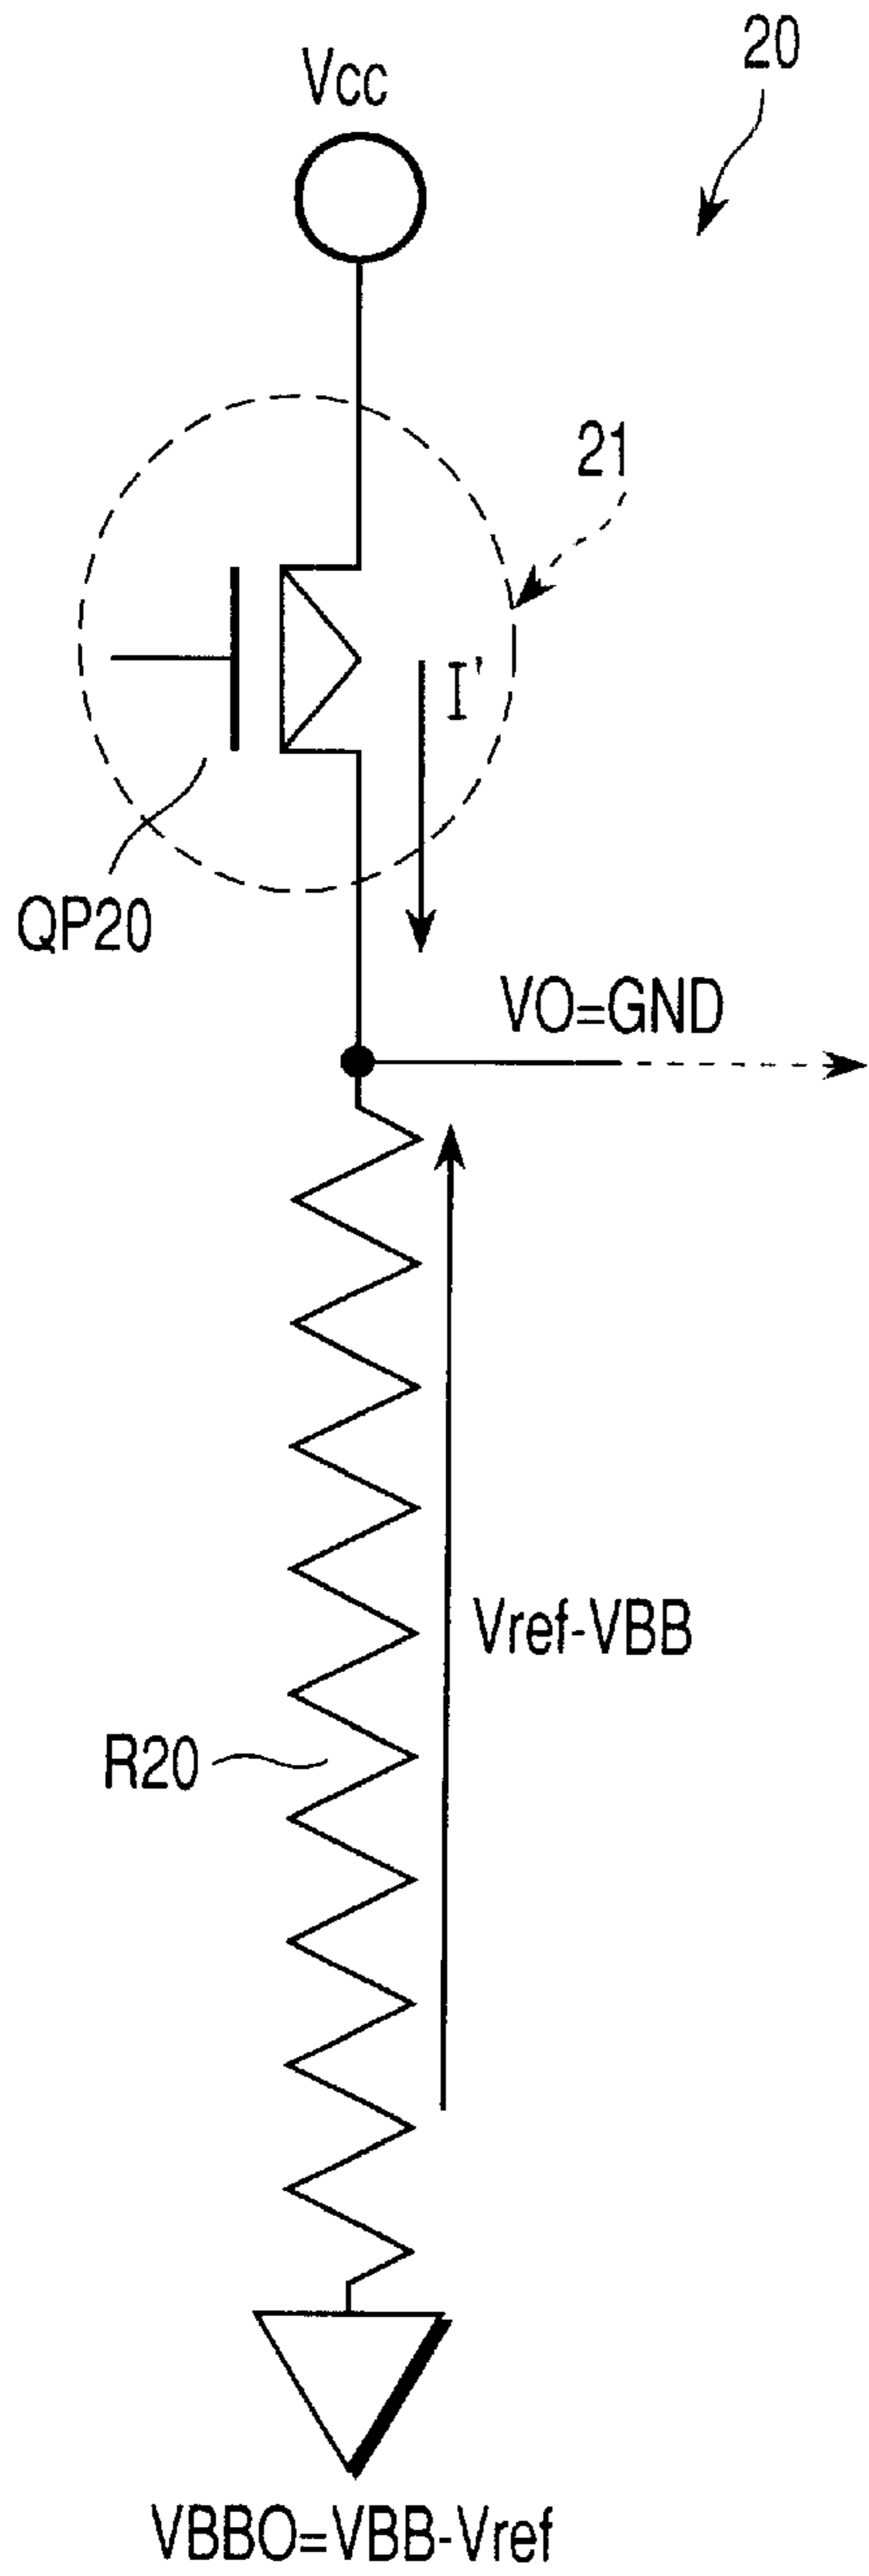 20
Vcc
21
I'
QP20
VO=GND
Vref-VBB
R20
VBBO=VBB-Vref